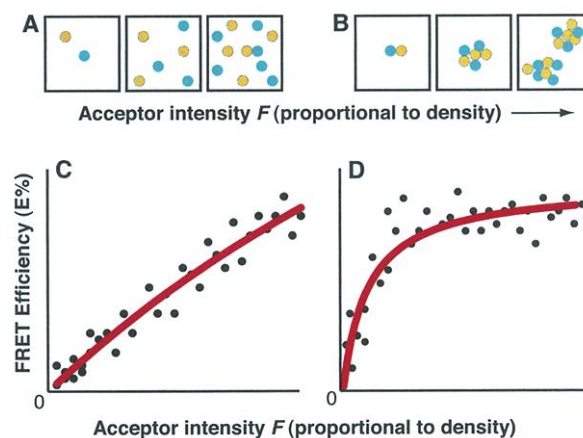 A
B
Acceptor intensity F (proportional to density)
C
D
FRET Efficiency (E%)
0
0
Acceptor intensity F (proportional to density)